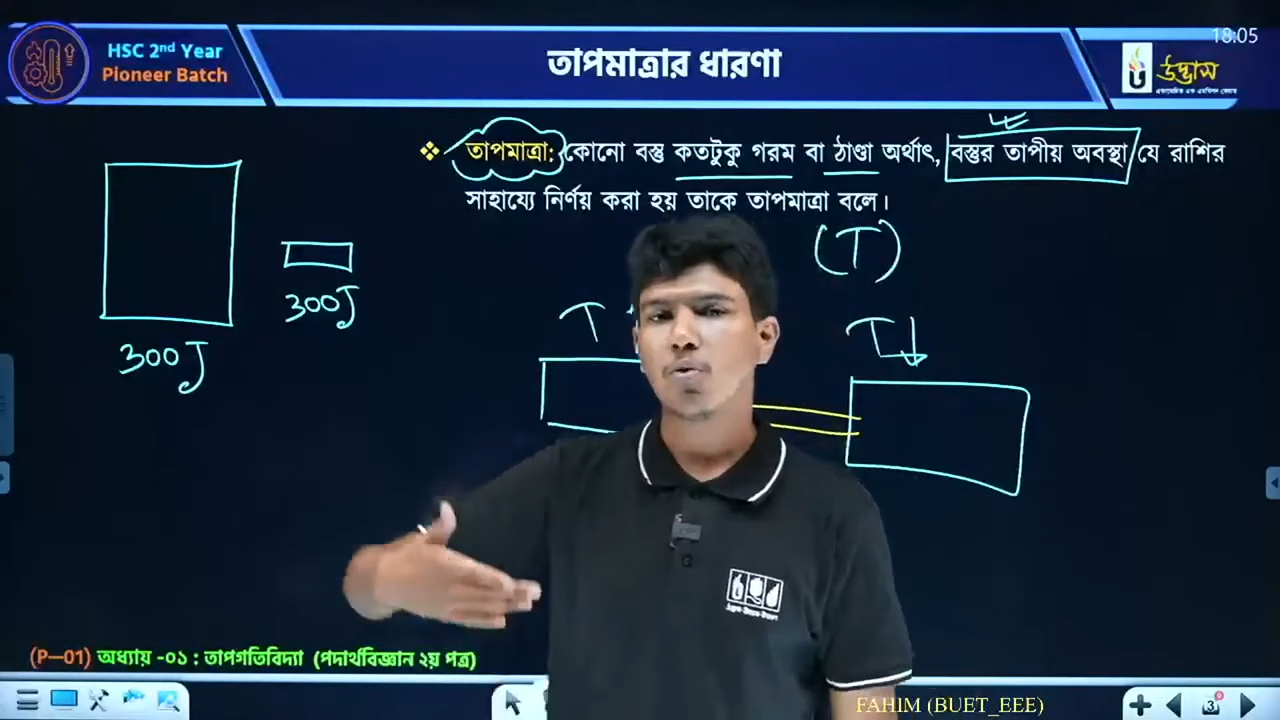 18:05
HSC 2nd Year
Pioneer Batch
তাপমাত্রার ধারণা
উদ্ভাস
❖ তাপমাত্রা: কোনো বস্তু কতটুকু গরম বা ঠাণ্ডা অর্থাৎ, বস্তুর তাপীয় অবস্থা যে রাশির
সাহায্যে নির্ণয় করা হয় তাকে তাপমাত্রা বলে।
(T)
300J
300J
T
T↓
(P–01) অধ্যায় -০১ : তাপগতিবিদ্যা (পদার্থবিজ্ঞান ২য় পত্র)
FAHIM (BUET_EEE)
3